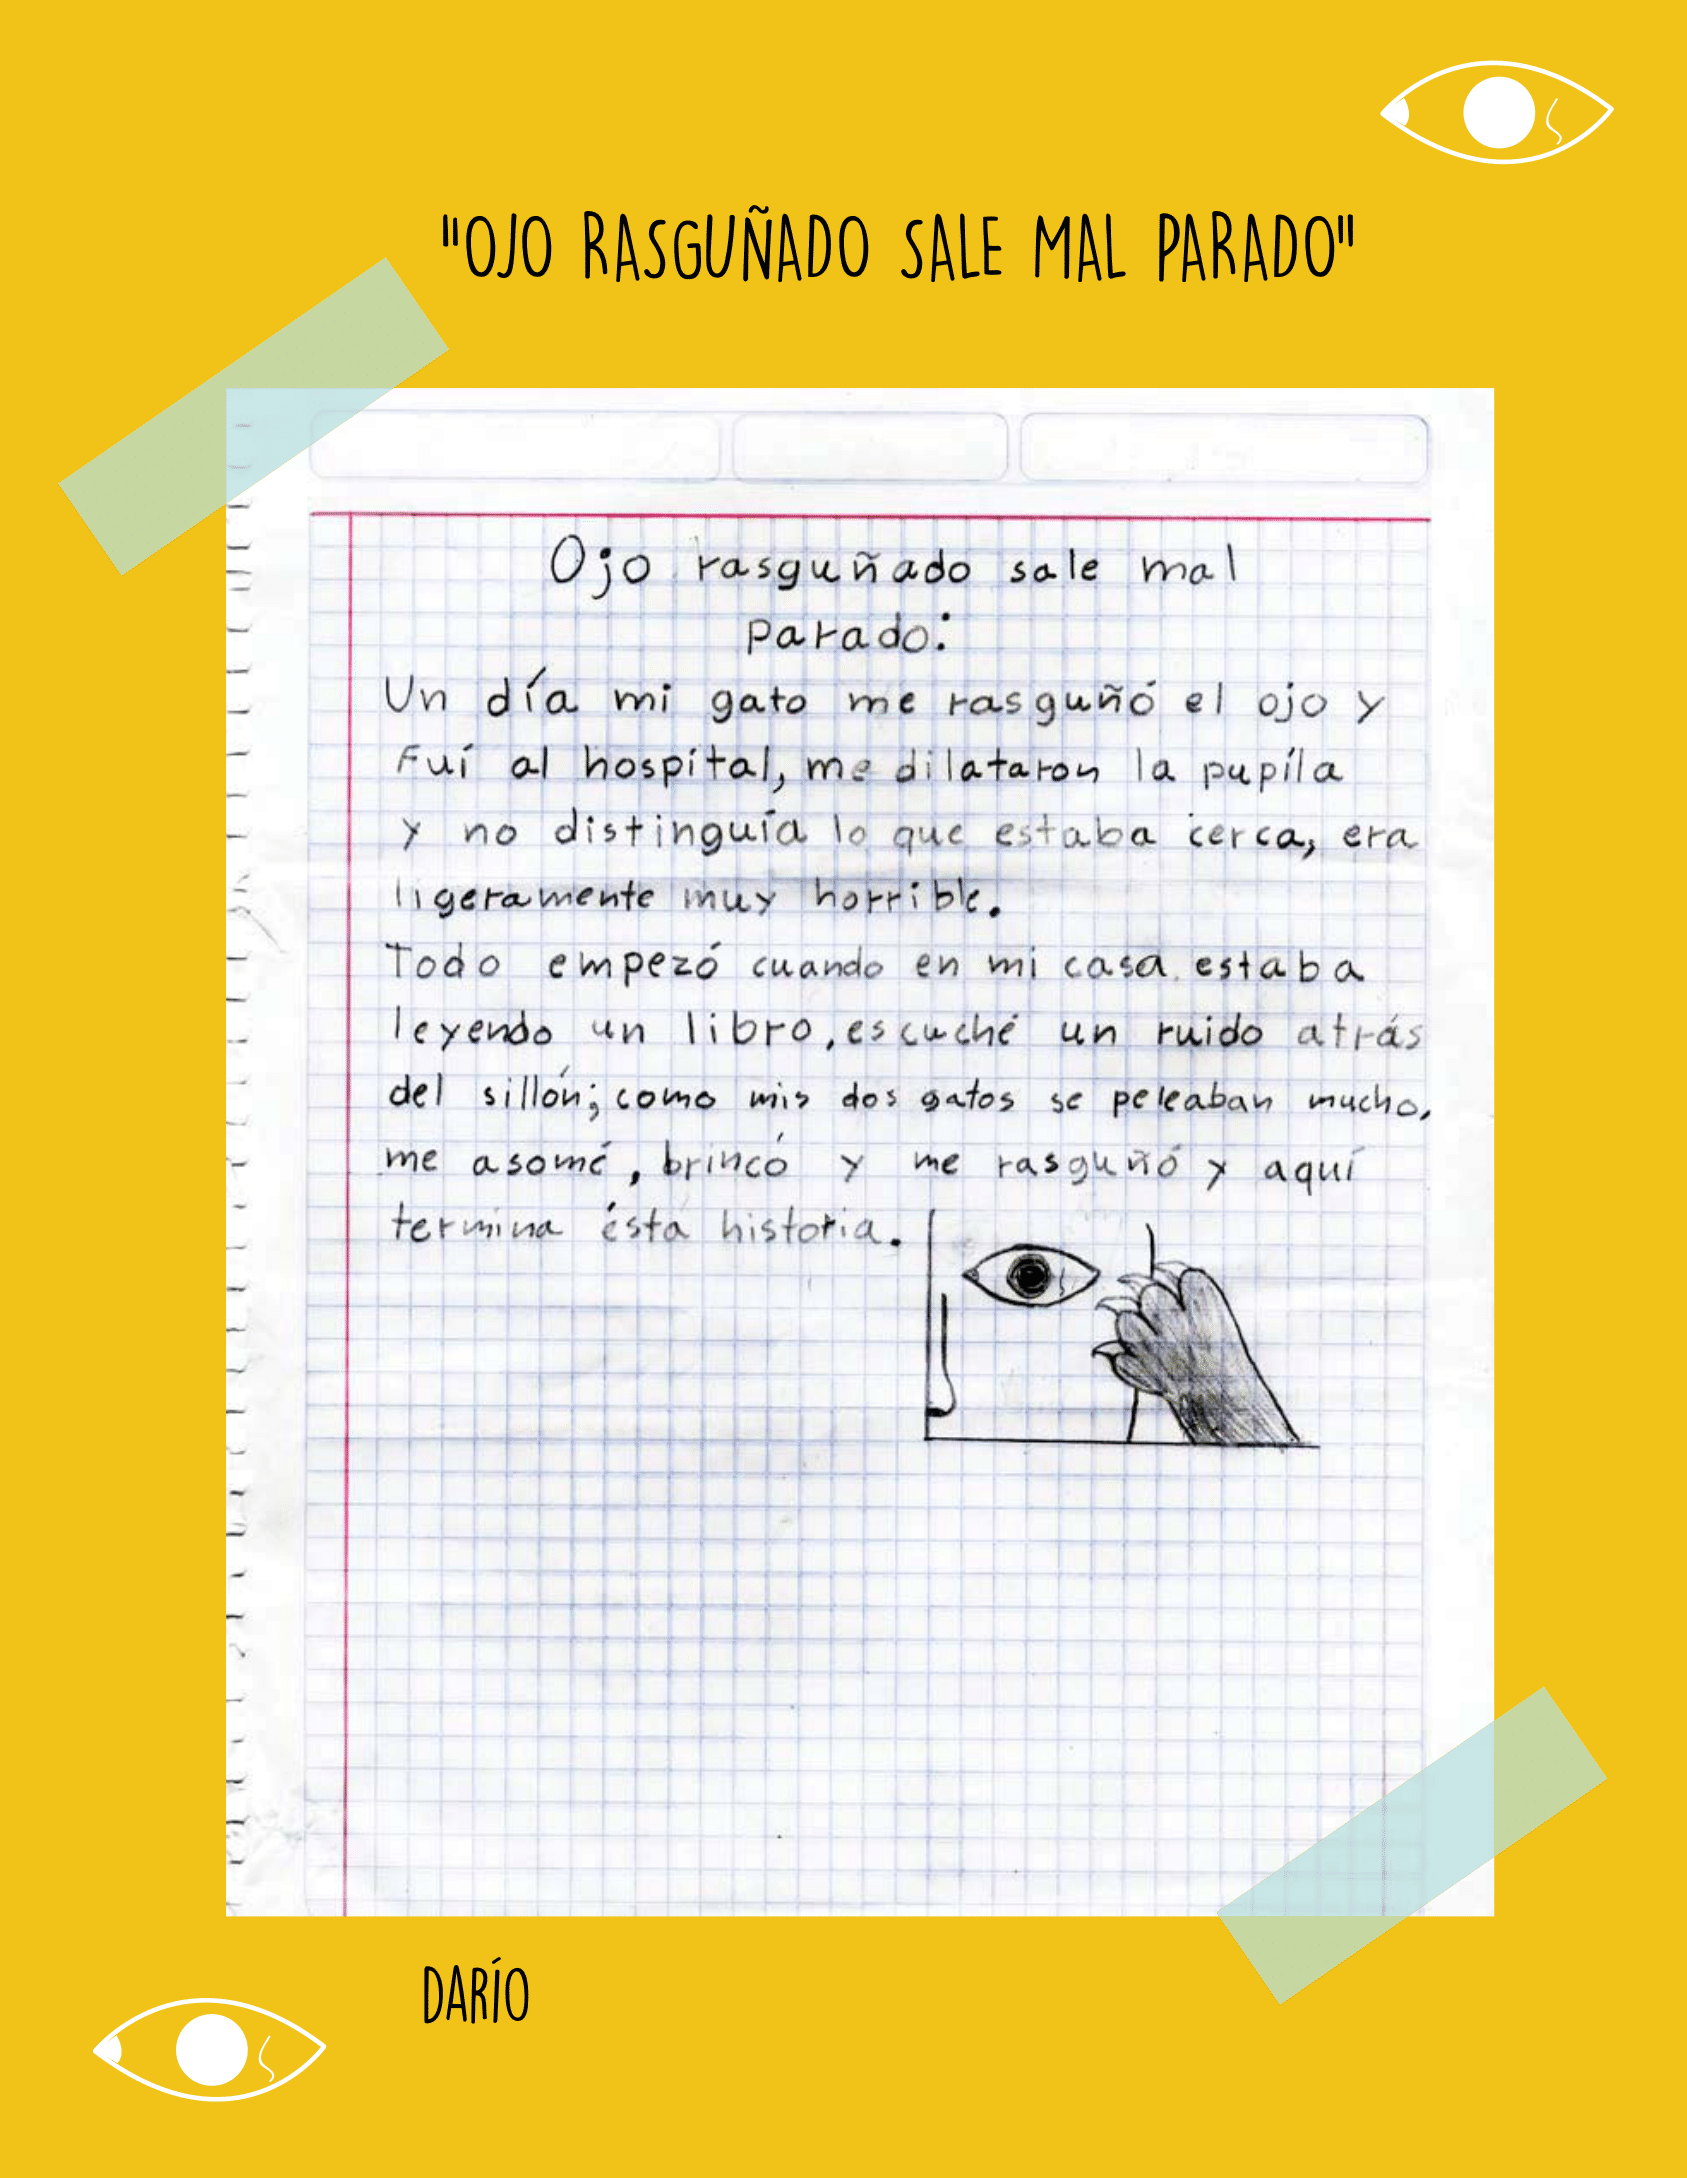 "OJO RASGUÑADO SALE MAL PARADO"
Ojo rasguñado sale mal
parado:
Un día mi gato me rasguñó el ojo y
fuí al hospital, me dilataron la pupila
y no distinguía lo que estaba cerca, era
ligeramente muy horrible.
Todo empezó cuando en mi casa estaba
leyendo un libro, escuché un ruido atrás
del sillón; como mis dos gatos se peleaban mucho,
me asomé, brincó y me rasguñó y aquí
termina ésta historia.
DARÍO